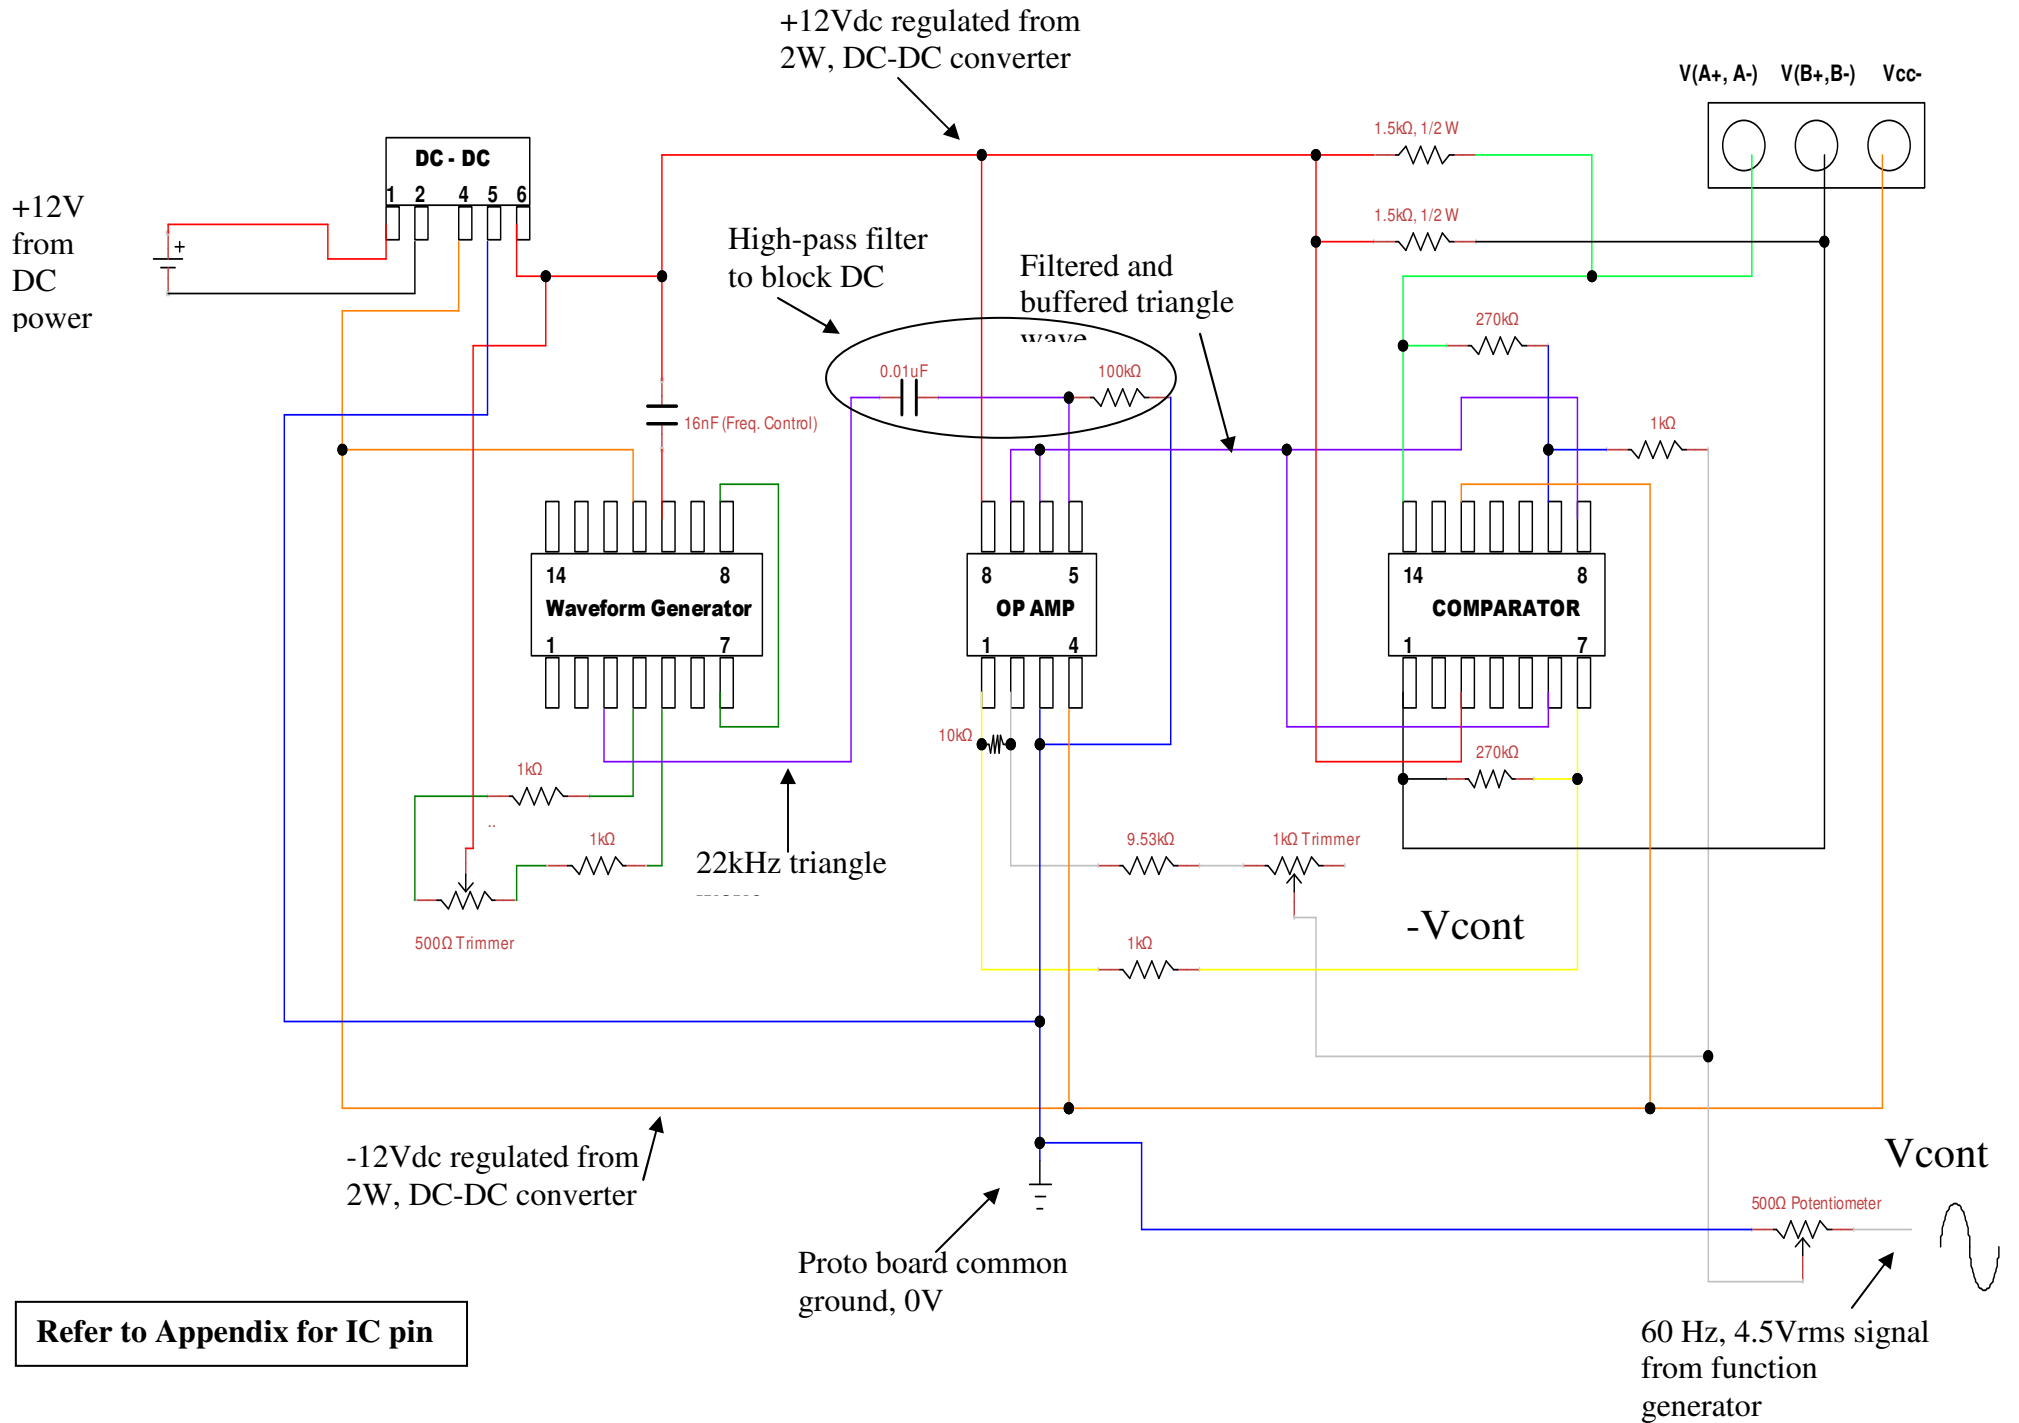 +12Vdc regulated from
2W, DC-DC converter
V(A+, A-) V(B+,B-) Vcc-
1.5kΩ, 1/2 W
DC - DC
1 2 4 5 6
+12V
from
DC
power
+
1.5kΩ, 1/2 W
High-pass filter
to block DC
Filtered and
buffered triangle
wave
270kΩ
0.01uF
100kΩ
16nF (Freq. Control)
1kΩ
14 8
Waveform Generator
1 7
8 5
OP AMP
1 4
14 8
COMPARATOR
1 7
10kΩ
270kΩ
1kΩ
1kΩ
22kHz triangle
9.53kΩ
1kΩ Trimmer
500Ω Trimmer
-Vcont
1kΩ
-12Vdc regulated from
2W, DC-DC converter
Vcont
500Ω Potentiometer
Proto board common
ground, 0V
60 Hz, 4.5Vrms signal
from function
generator
Refer to Appendix for IC pin